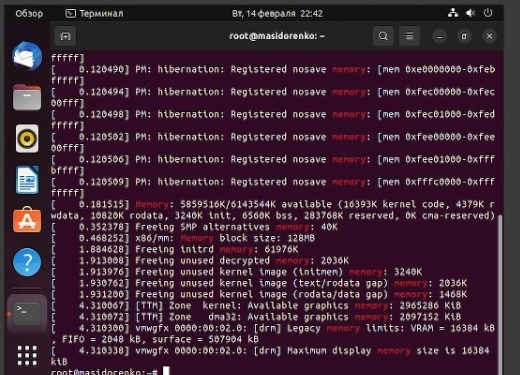 Обзор
Терминал
Вт, 14 февраля 22:42
root@masidorenko: ~
fffff]
[    0.120490] PM: hibernation: Registered nosave memory: [mem 0xe0000000-0xfeb
fffff]
[    0.120494] PM: hibernation: Registered nosave memory: [mem 0xfec00000-0xfec
00fff]
[    0.120498] PM: hibernation: Registered nosave memory: [mem 0xfec01000-0xfed
fffff]
[    0.120502] PM: hibernation: Registered nosave memory: [mem 0xfee00000-0xfee
00fff]
[    0.120506] PM: hibernation: Registered nosave memory: [mem 0xfee01000-0xfff
bffff]
[    0.120509] PM: hibernation: Registered nosave memory: [mem 0xfffc0000-0xfff
fffff]
[    0.181515] Memory: 5859516K/6143544K available (16393K kernel code, 4379K r
wdata, 10820K rodata, 3240K init, 6560K bss, 283768K reserved, 0K cma-reserved)
[    0.352378] Freeing SMP alternatives memory: 40K
[    0.468252] x86/mm: Memory block size: 128MB
[    1.884628] Freeing initrd memory: 61976K
[    1.913008] Freeing unused decrypted memory: 2036K
[    1.913976] Freeing unused kernel image (initmem) memory: 3240K
[    1.930762] Freeing unused kernel image (text/rodata gap) memory: 2036K
[    1.931200] Freeing unused kernel image (rodata/data gap) memory: 1468K
[    4.310067] [TTM] Zone  kernel: Available graphics memory: 2965286 KiB
[    4.310072] [TTM] Zone   dma32: Available graphics memory: 2097152 KiB
[    4.310300] vmwgfx 0000:00:02.0: [drm] Legacy memory limits: VRAM = 16384 kB
, FIFO = 2048 kB, surface = 507904 kB
[    4.310338] vmwgfx 0000:00:02.0: [drm] Maximum display memory size is 16384
kiB
root@masidorenko:~#